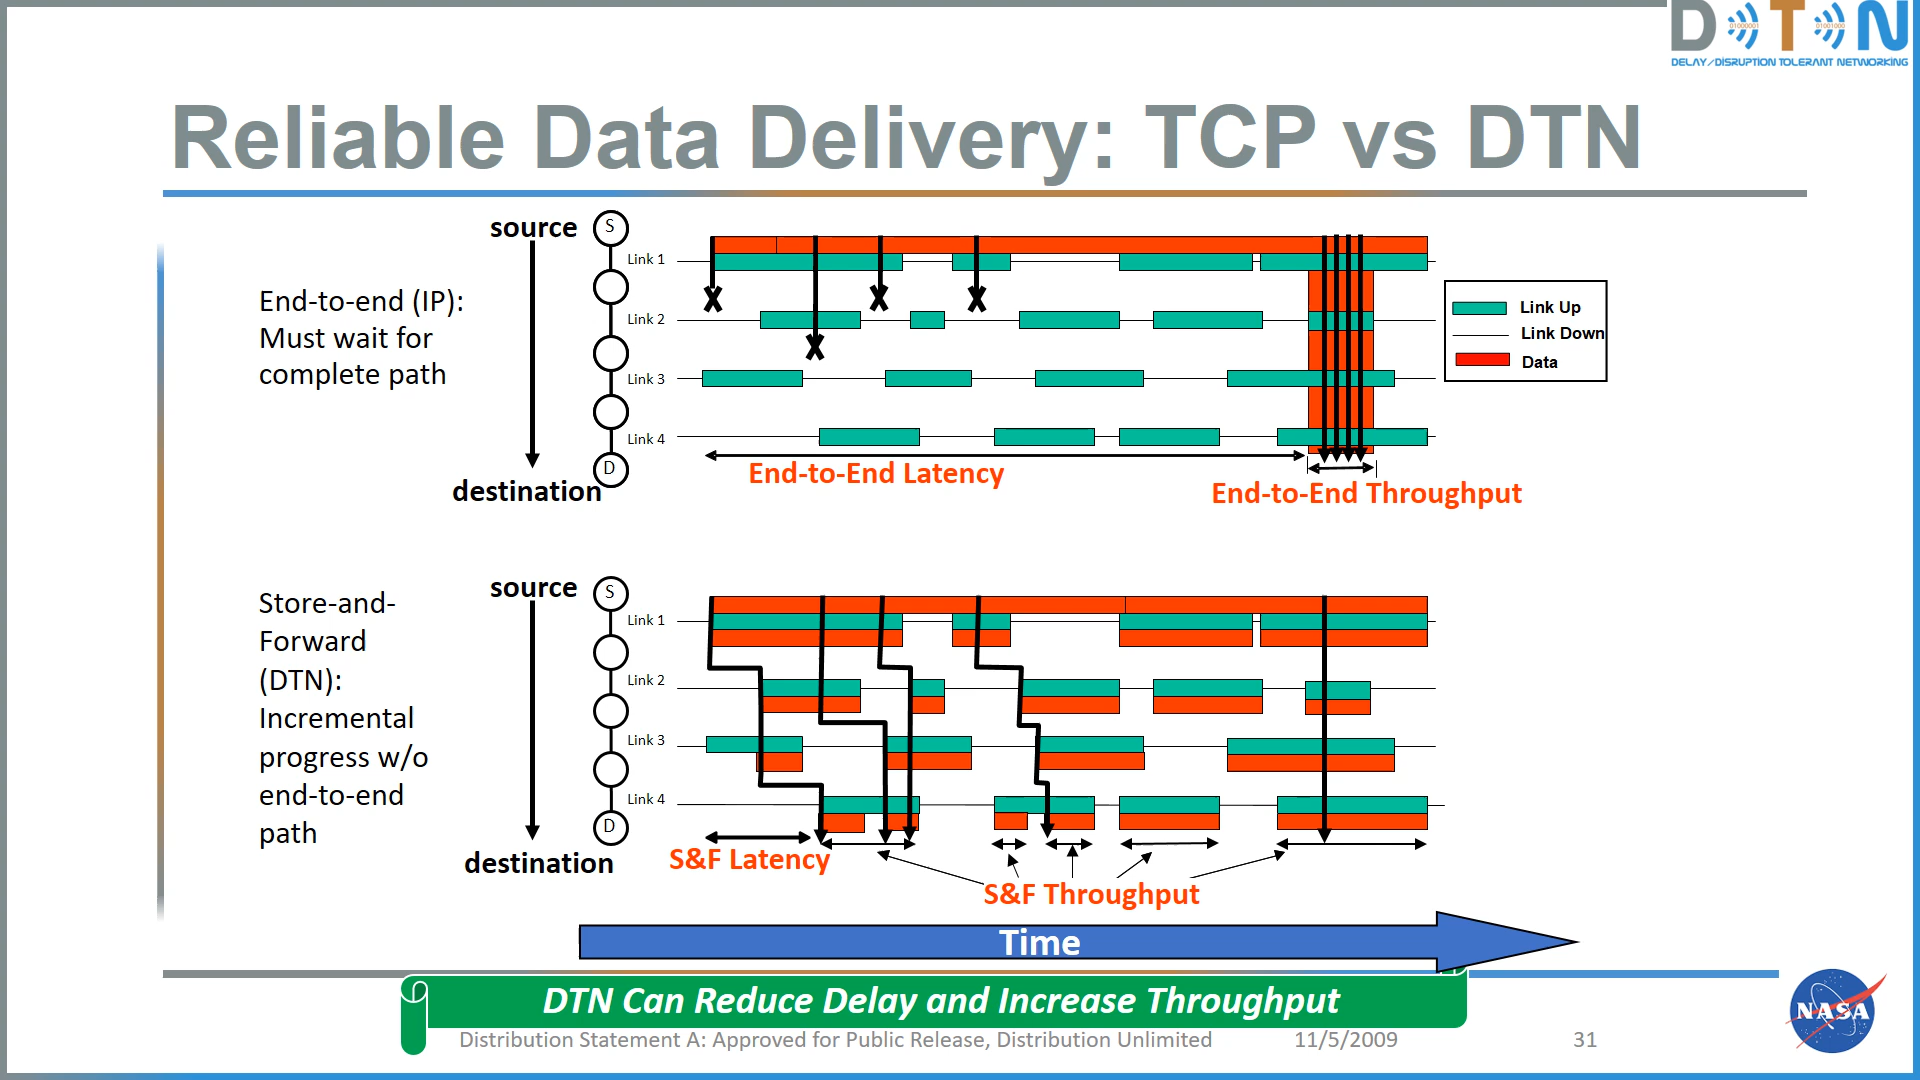 D T N
01000001 01001000
DELAY/DISRUPTION TOLERANT NETWORKING
Reliable Data Delivery: TCP vs DTN
source
S
Link 1
End-to-end (IP):
Must wait for
complete path
Link 2
Link 3
Link 4
D
destination
Link Up
Link Down
Data
End-to-End Latency
End-to-End Throughput
source
S
Link 1
Store-and-
Forward
(DTN):
Incremental
progress w/o
end-to-end
path
Link 2
Link 3
Link 4
D
destination
S&F Latency
S&F Throughput
Time
DTN Can Reduce Delay and Increase Throughput
Distribution Statement A: Approved for Public Release, Distribution Unlimited
11/5/2009
31
NASA